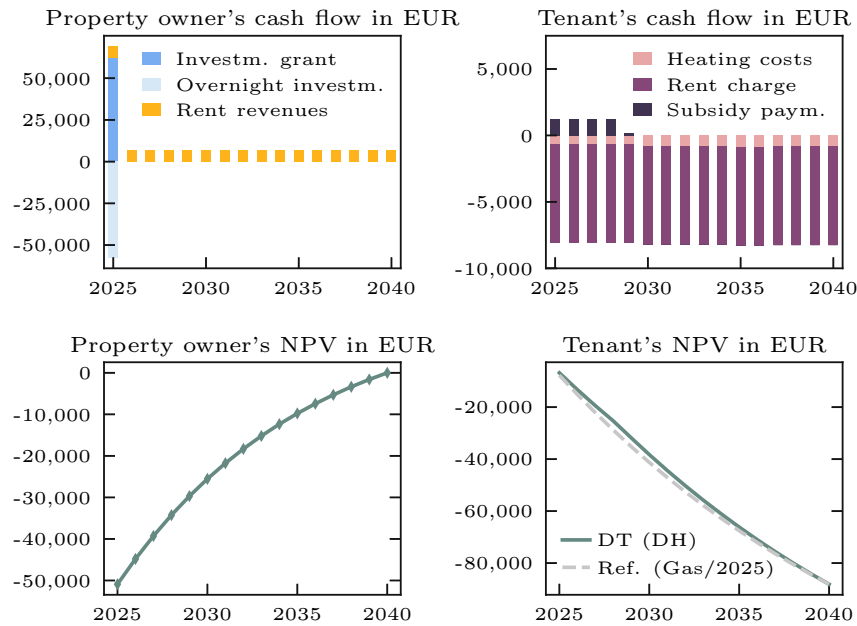 Property owner's cash flow in EUR
50,000
25,000
0
-25,000
-50,000
Investm. grant
Overnight investm.
Rent revenues
2025 2030 2035 2040
Tenant's cash flow in EUR
5,000
0
-5,000
-10,000
Heating costs
Rent charge
Subsidy paym.
2025 2030 2035 2040
Property owner's NPV in EUR
0
-10,000
-20,000
-30,000
-40,000
-50,000
2025 2030 2035 2040
Tenant's NPV in EUR
-20,000
-40,000
-60,000
-80,000
DT (DH)
Ref. (Gas/2025)
2025 2030 2035 2040